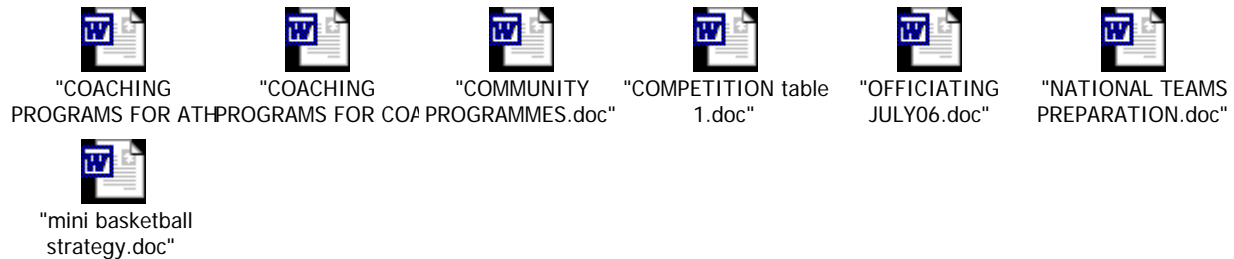 "COACHING
PROGRAMS FOR ATH
"COACHING
PROGRAMS FOR COA
"COMMUNITY
PROGRAMMES.doc"
"COMPETITION table
1.doc"
"OFFICIATING
JULY06.doc"
"NATIONAL TEAMS
PREPARATION.doc"
"mini basketball
strategy.doc"